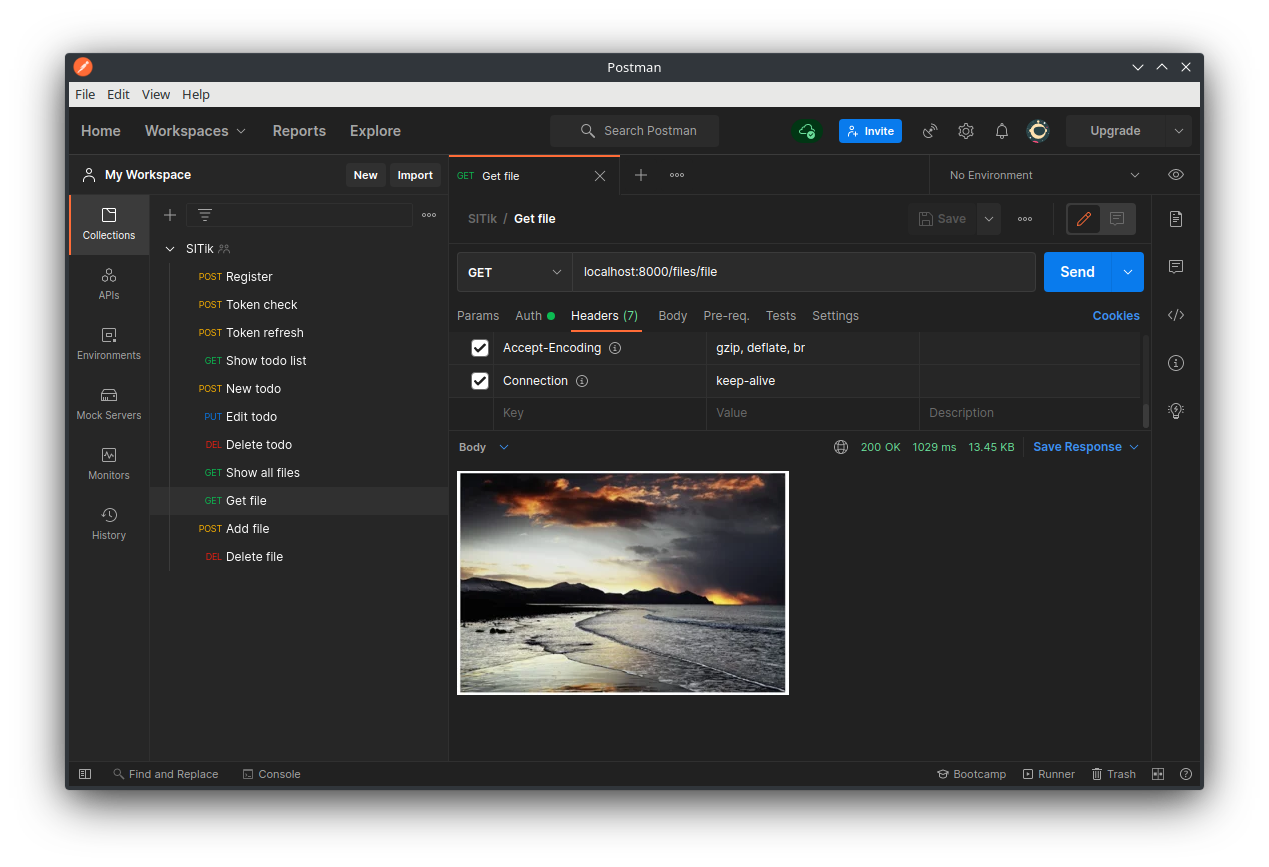 Postman
File Edit View Help
Home Workspaces Reports Explore Search Postman Invite Upgrade
My Workspace New Import GET Get file No Environment
SITik / Get file Save
Collections
SITik
GET localhost:8000/files/file Send
POST Register
APIs
POST Token check
Params Auth Headers (7) Body Pre-req. Tests Settings Cookies
POST Token refresh
Environments
Accept-Encoding gzip, deflate, br
GET Show todo list
Connection keep-alive
POST New todo
Mock Servers
PUT Edit todo
Key Value Description
DEL Delete todo
Body 200 OK 1029 ms 13.45 KB Save Response
Monitors
GET Show all files
GET Get file
POST Add file
History
DEL Delete file
Find and Replace Console Bootcamp Runner Trash